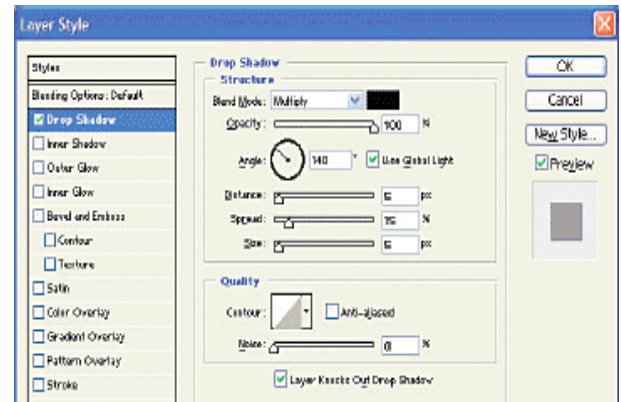 Layer Style
Styles
Blending Options: Default
Drop Shadow
Inner Shadow
Outer Glow
Inner Glow
Bevel and Emboss
Contour
Texture
Satin
Color Overlay
Gradient Overlay
Pattern Overlay
Stroke
Drop Shadow
Structure
Blend Mode: Multiply
Opacity: 100 %
Angle: 140 ° Use Global Light
Distance: px
Spread: %
Size: px
Quality
Contour: Anti-aliased
Noise: 0 %
Layer Knocks Out Drop Shadow
OK
Cancel
New Style...
Preview